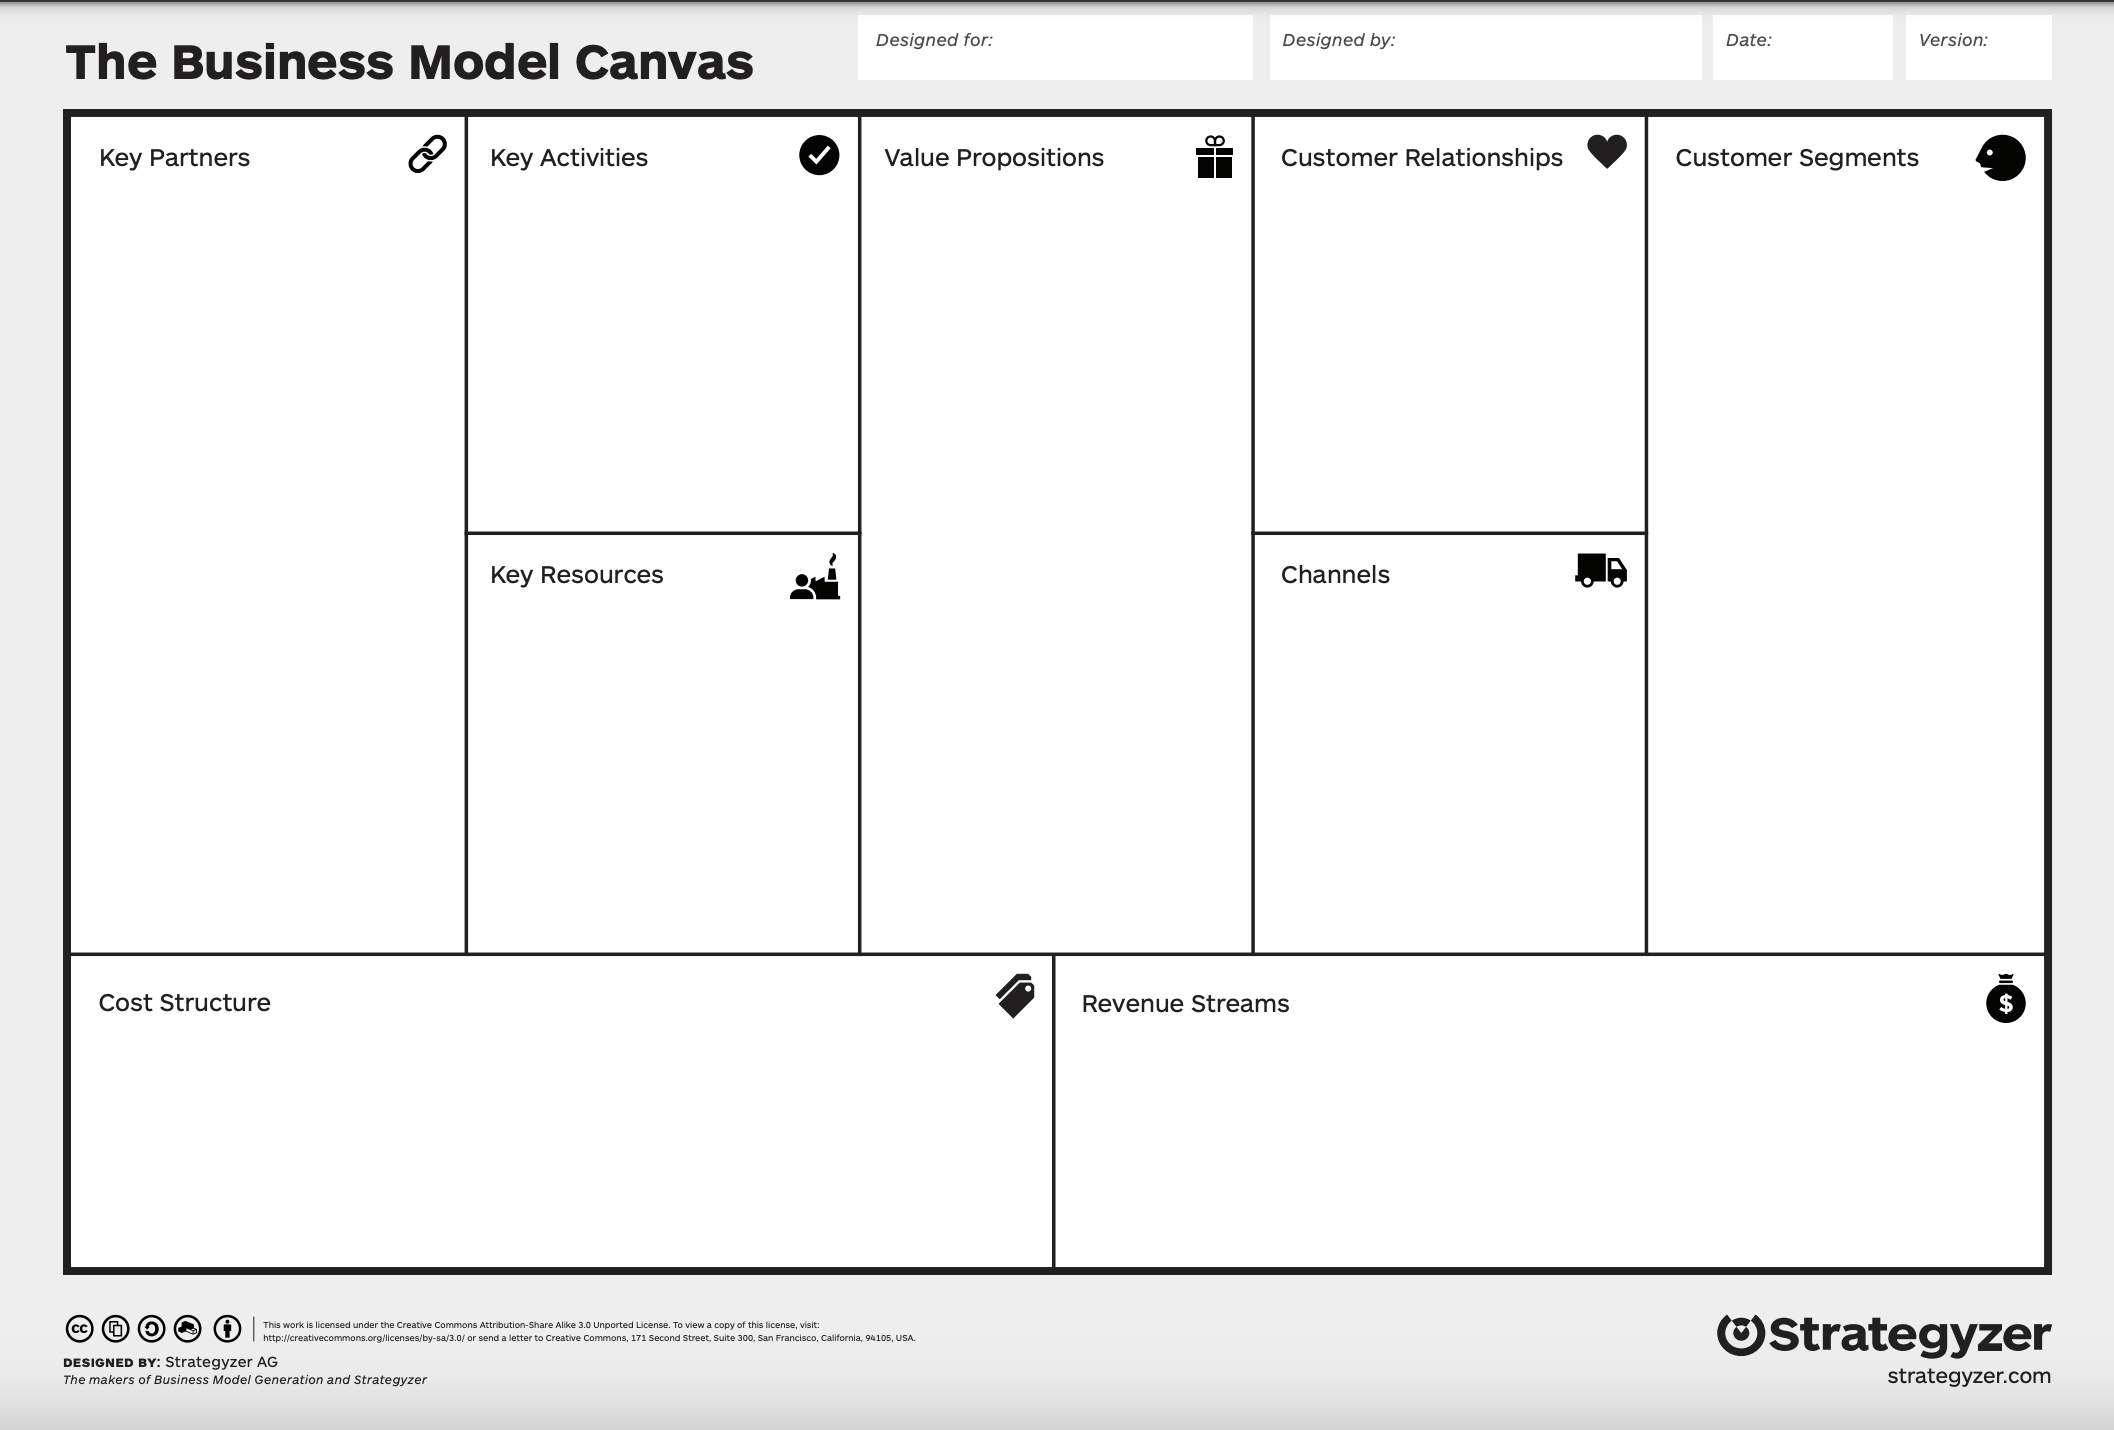 The Business Model Canvas
Designed for:
Designed by:
Date:
Version:
Key Partners
Key Activities
Value Propositions
Customer Relationships
Customer Segments
Key Resources
Channels
Cost Structure
Revenue Streams
$
cc
This work is licensed under the Creative Commons Attribution-Share Alike 3.0 Unported License. To view a copy of this license, visit:
http://creativecommons.org/licenses/by-sa/3.0/ or send a letter to Creative Commons, 171 Second Street, Suite 300, San Francisco, California, 94105, USA.
DESIGNED BY: Strategyzer AG
The makers of Business Model Generation and Strategyzer
Strategyzer
strategyzer.com